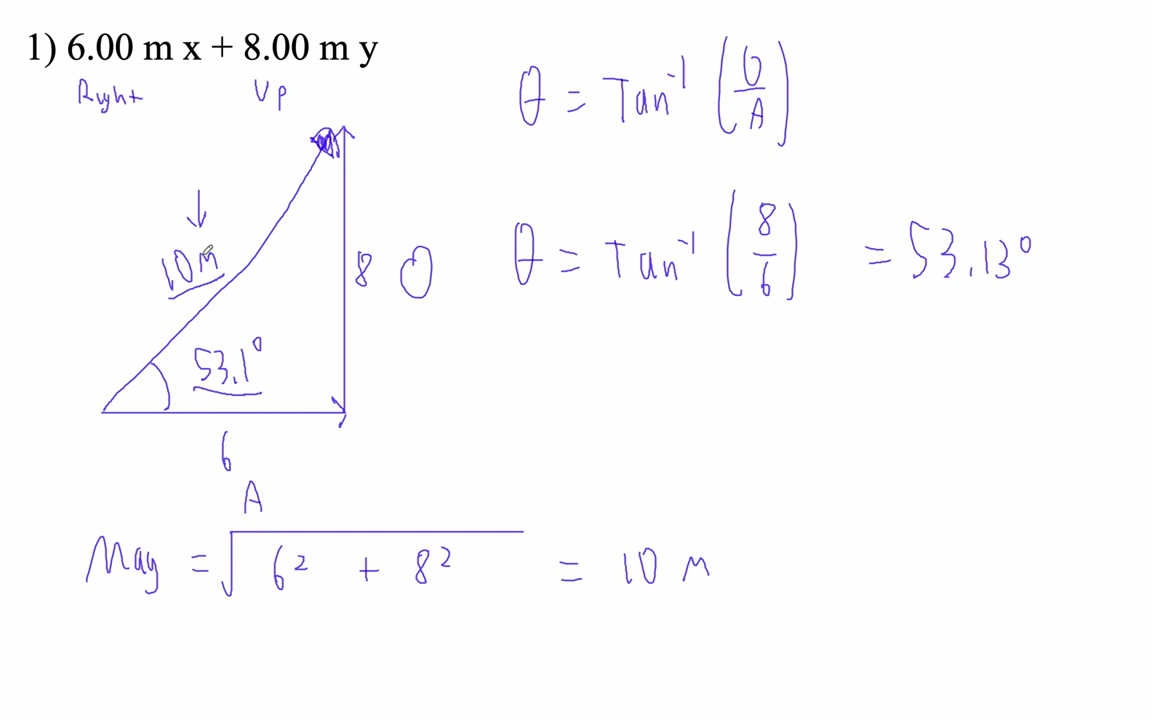 1) 6.00 m x + 8.00 m y
Right Up
θ = Tan⁻¹ (O/A)
10 m
8 O
θ = Tan⁻¹ (8/6) = 53.13°
53.1°
6
A
Mag = √(6² + 8²) = 10 m